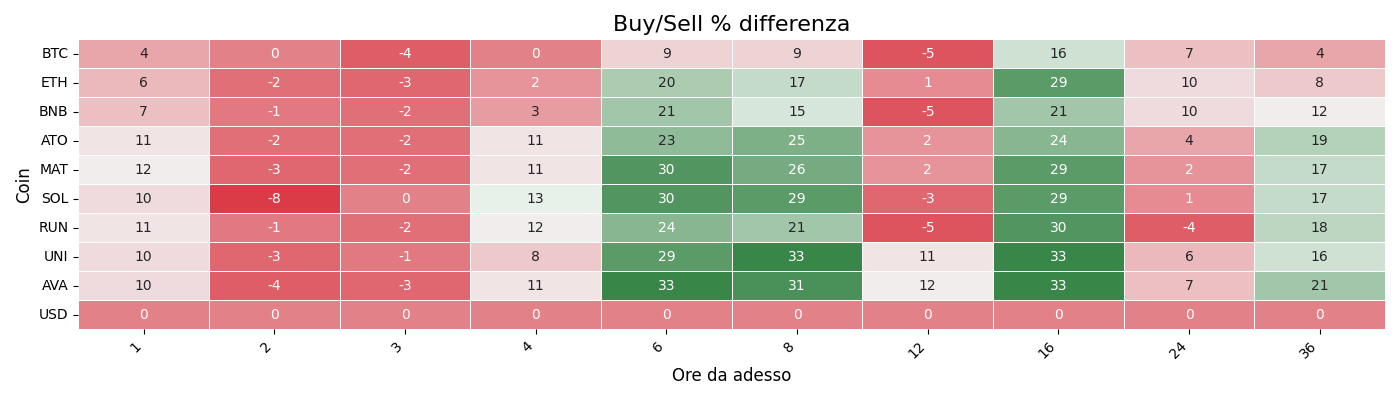 Buy/Sell % differenza
Coin
BTC 4 0 -4 0 9 9 -5 16 7 4
ETH 6 -2 -3 2 20 17 1 29 10 8
BNB 7 -1 -2 3 21 15 -5 21 10 12
ATO 11 -2 -2 11 23 25 2 24 4 19
MAT 12 -3 -2 11 30 26 2 29 2 17
SOL 10 -8 0 13 30 29 -3 29 1 17
RUN 11 -1 -2 12 24 21 -5 30 -4 18
UNI 10 -3 -1 8 29 33 11 33 6 16
AVA 10 -4 -3 11 33 31 12 33 7 21
USD 0 0 0 0 0 0 0 0 0 0
1 2 3 4 6 8 12 16 24 36
Ore da adesso